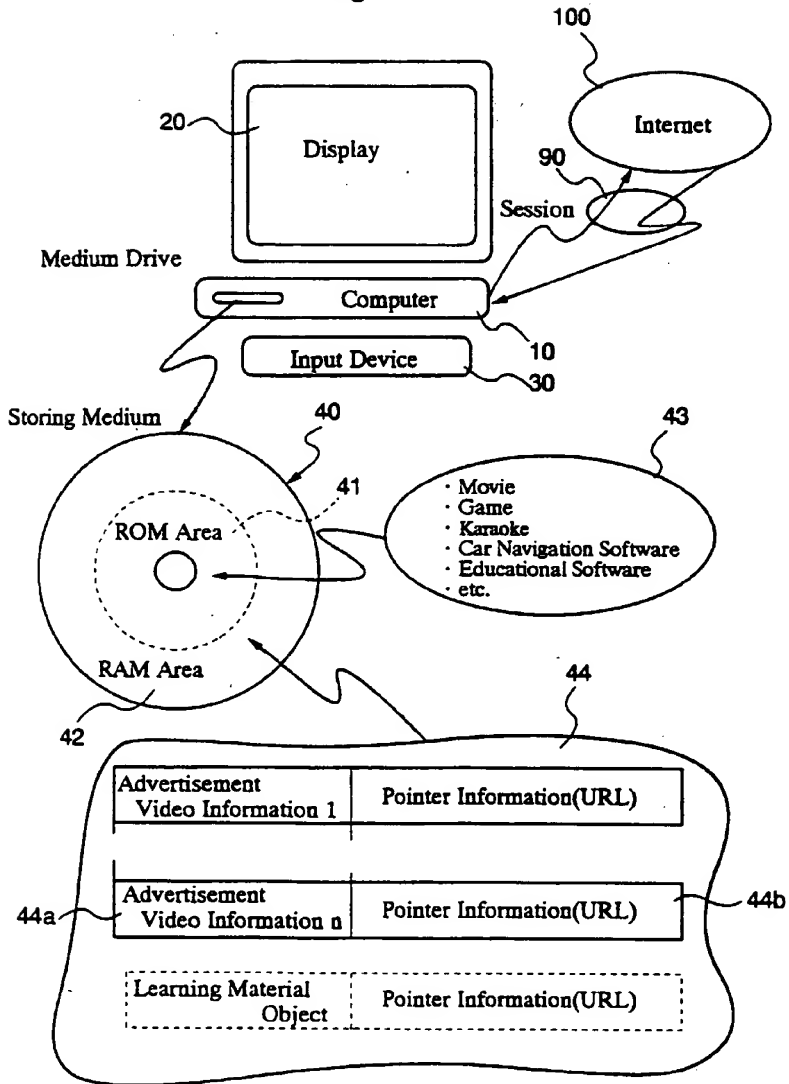 100
Internet
20
Display
90
Session
Medium Drive
Computer
10
Input Device
30
Storing Medium
40
43
41
ROM Area
· Movie
· Game
· Karaoke
· Car Navigation Software
· Educational Software
· etc.
RAM Area
42
44
Advertisement
Video Information 1
Pointer Information(URL)
Advertisement
Video Information n
Pointer Information(URL)
44a
44b
Learning Material
Object
Pointer Information(URL)